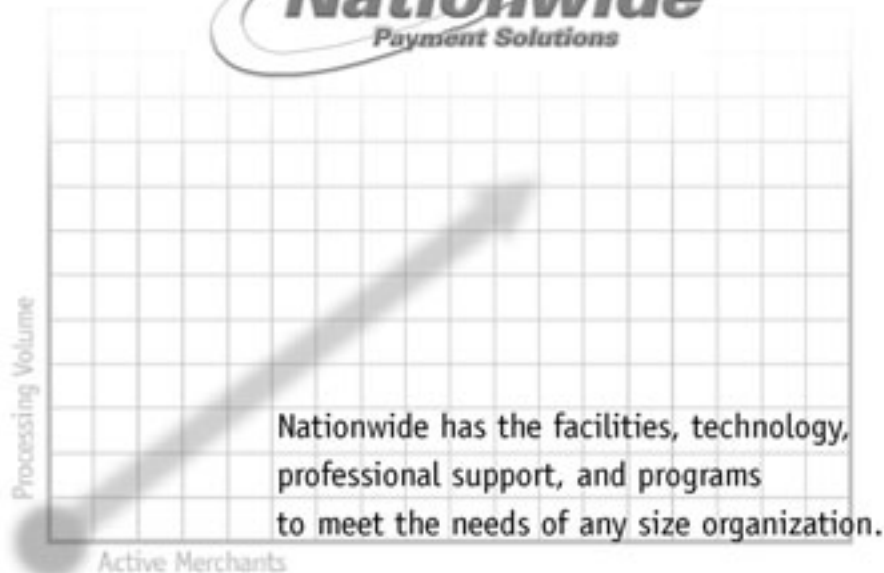 Nationwide
Payment Solutions
Processing Volume
Nationwide has the facilities, technology,
professional support, and programs
to meet the needs of any size organization.
Active Merchants